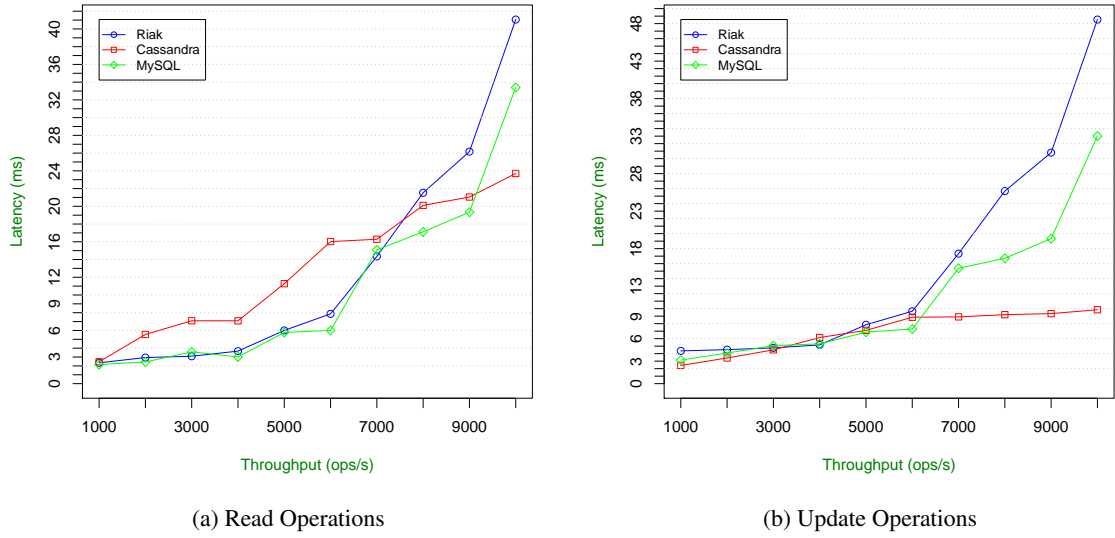 Riak
Cassandra
MySQL
Latency (ms)
0 3 6 9 12 16 20 24 28 32 36 40
1000 3000 5000 7000 9000
Throughput (ops/s)
(a) Read Operations
Riak
Cassandra
MySQL
Latency (ms)
0 3 6 9 13 18 23 28 33 38 43 48
1000 3000 5000 7000 9000
Throughput (ops/s)
(b) Update Operations